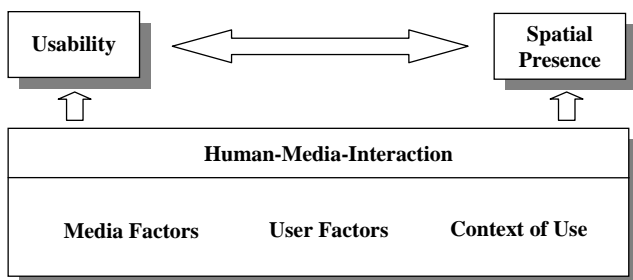 Usability
Spatial
Presence
Human-Media-Interaction
Media Factors
User Factors
Context of Use